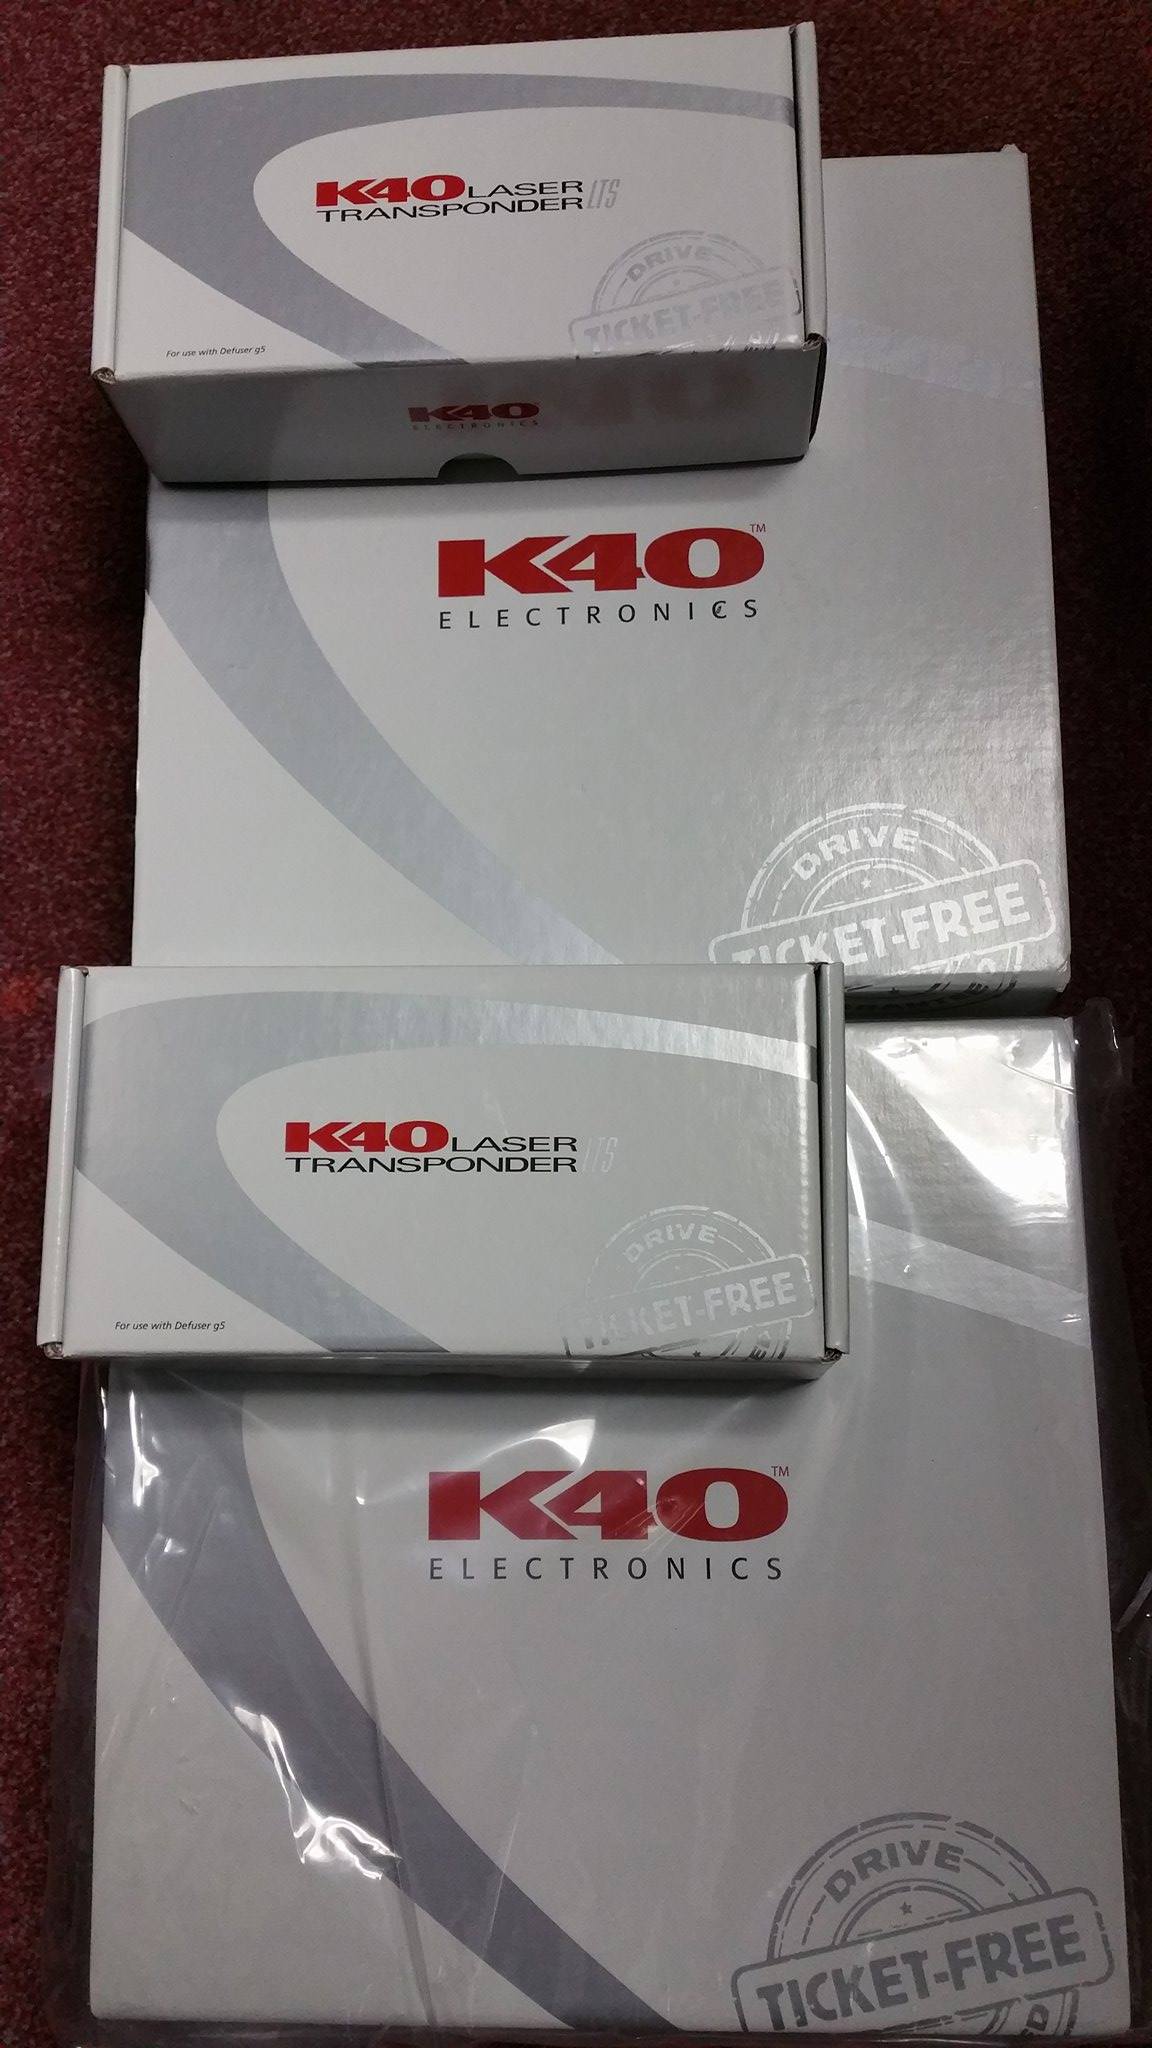 K40 LASER
TRANSPONDER LTS
DRIVE
TICKET-FREE
For use with Defuser g5
K40
ELECTRONICS
K40™
ELECTRONICS
DRIVE
TICKET-FREE
K40 LASER
TRANSPONDER LTS
DRIVE
TICKET-FREE
For use with Defuser g5
K40™
ELECTRONICS
DRIVE
TICKET-FREE